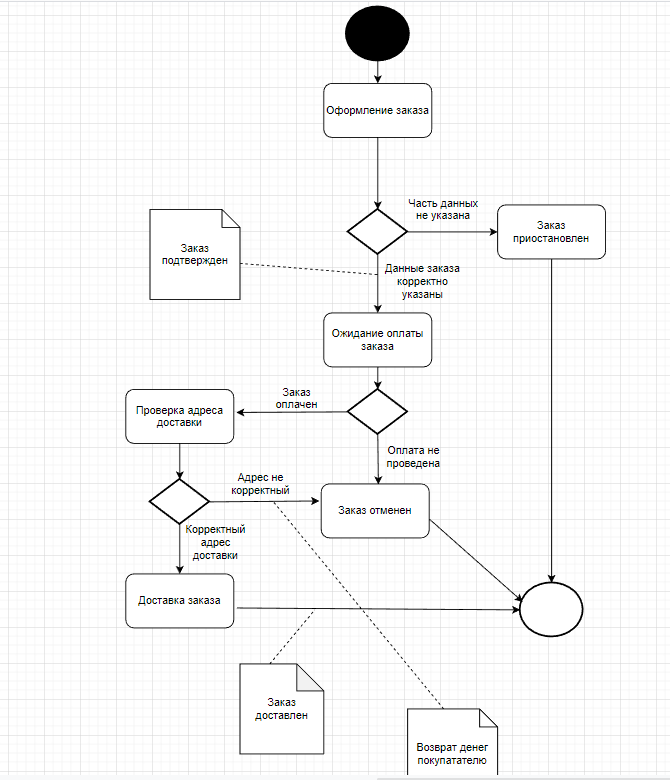 Оформление заказа
Часть данных
не указана
Заказ
приостановлен
Заказ
подтвержден
Данные заказа
корректно
указаны
Ожидание оплаты
заказа
Заказ
оплачен
Проверка адреса
доставки
Оплата не
проведена
Адрес не
корректный
Заказ отменен
Корректный
адрес
доставки
Доставка заказа
Заказ
доставлен
Возврат денег
покупатателю